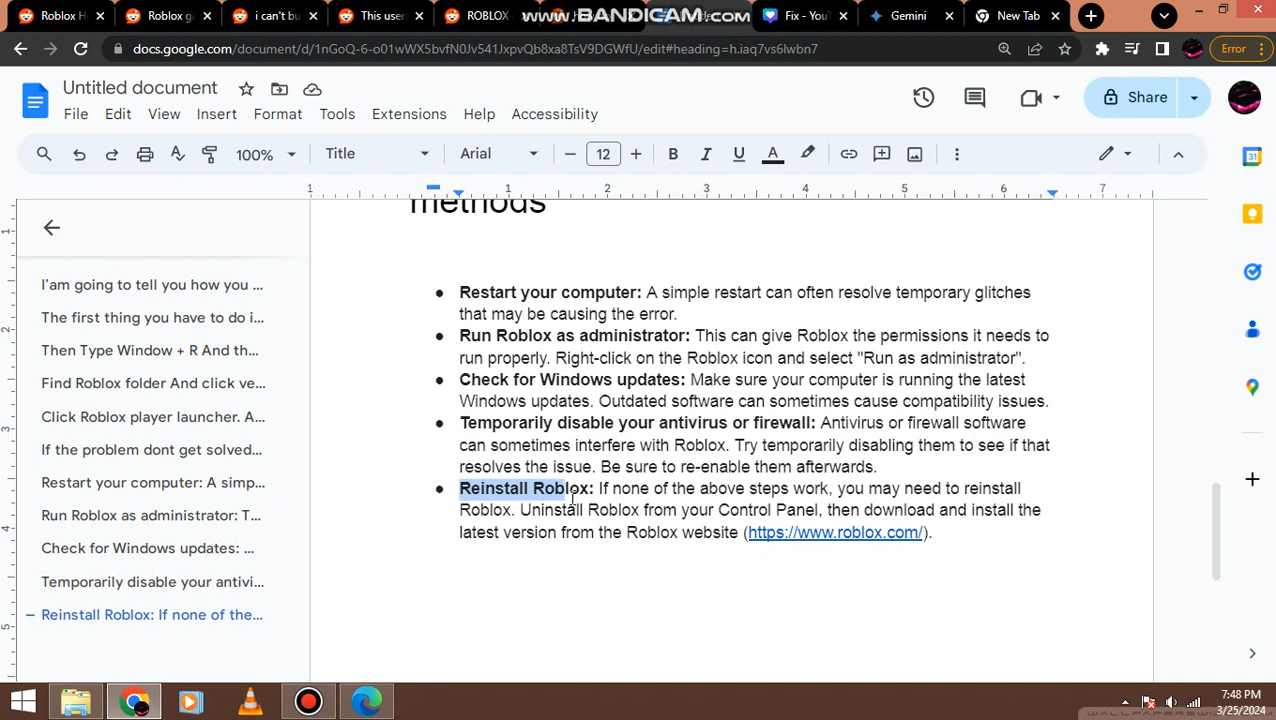 Roblox H
Roblox ga
i can't bu
This user
ROBLOX
www.BANDICAM.com
Fix - YouT
Gemini
New Tab
docs.google.com/document/d/1nGoQ-6-o01wWX5bvfN0Jv541JxpvQb8xa8TsV9DGWfU/edit#heading=h.iaq7vs6lwbn7
Error
Untitled document
File Edit View Insert Format Tools Extensions Help Accessibility
Share
100% Title Arial 12
1 1 2 3 4 5 6 7
methods
I'am going to tell you how you ...
The first thing you have to do i...
Then Type Window + R And th...
Find Roblox folder And click ve...
Click Roblox player launcher. A...
If the problem dont get solved...
Restart your computer: A simp...
Run Roblox as administrator: T...
Check for Windows updates: ...
Temporarily disable your antivi...
Reinstall Roblox: If none of the...
● Restart your computer: A simple restart can often resolve temporary glitches
that may be causing the error.
● Run Roblox as administrator: This can give Roblox the permissions it needs to
run properly. Right-click on the Roblox icon and select "Run as administrator".
● Check for Windows updates: Make sure your computer is running the latest
Windows updates. Outdated software can sometimes cause compatibility issues.
● Temporarily disable your antivirus or firewall: Antivirus or firewall software
can sometimes interfere with Roblox. Try temporarily disabling them to see if that
resolves the issue. Be sure to re-enable them afterwards.
● Reinstall Roblox: If none of the above steps work, you may need to reinstall
Roblox. Uninstall Roblox from your Control Panel, then download and install the
latest version from the Roblox website (https://www.roblox.com/).
7:48 PM
3/25/2024